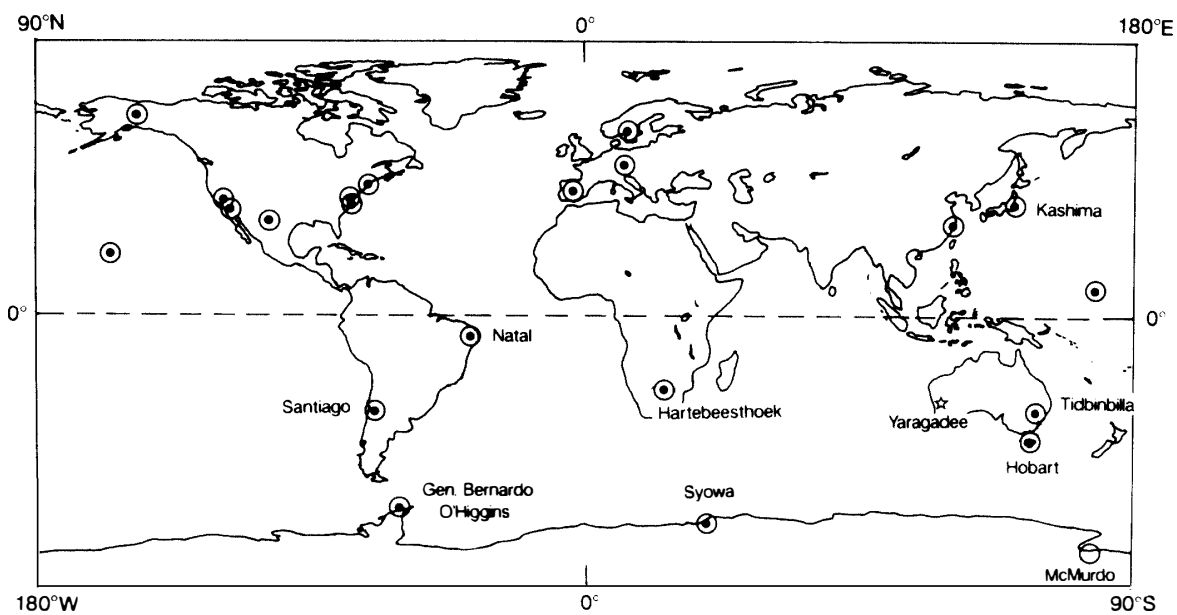 90°N
0°
180°E
Kashima
0°
0°
Natal
Santiago
Hartebeesthoek
Yaragadee
Tidbinbilla
Hobart
Gen. Bernardo
O'Higgins
Syowa
McMurdo
180°W
0°
90°S